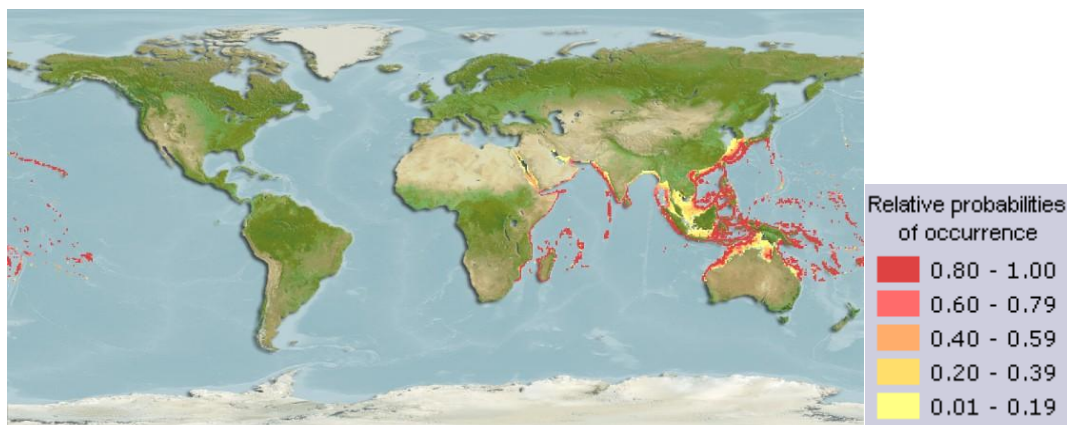 Relative probabilities
of occurrence
0.80 - 1.00
0.60 - 0.79
0.40 - 0.59
0.20 - 0.39
0.01 - 0.19